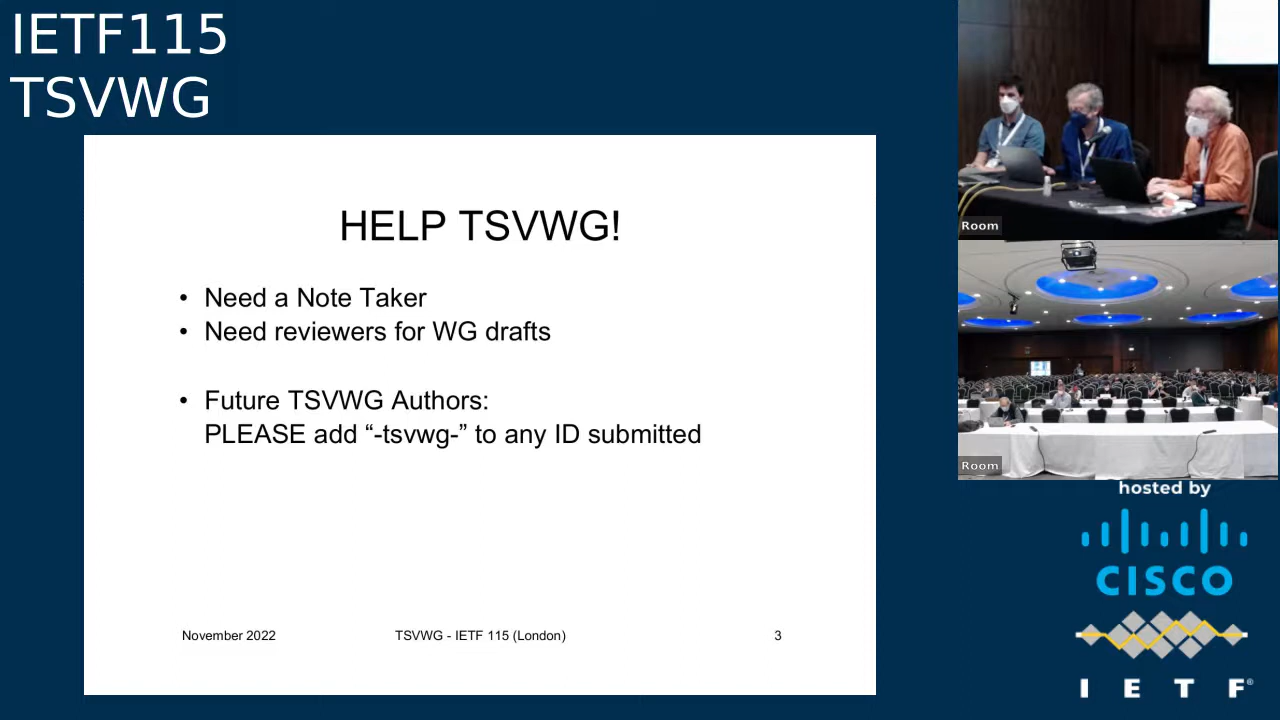 IETF115
TSVWG
HELP TSVWG!
• Need a Note Taker
• Need reviewers for WG drafts
• Future TSVWG Authors:
PLEASE add “-tsvwg-” to any ID submitted
November 2022
TSVWG - IETF 115 (London)
3
Room
Room
hosted by
CISCO
I E T F®